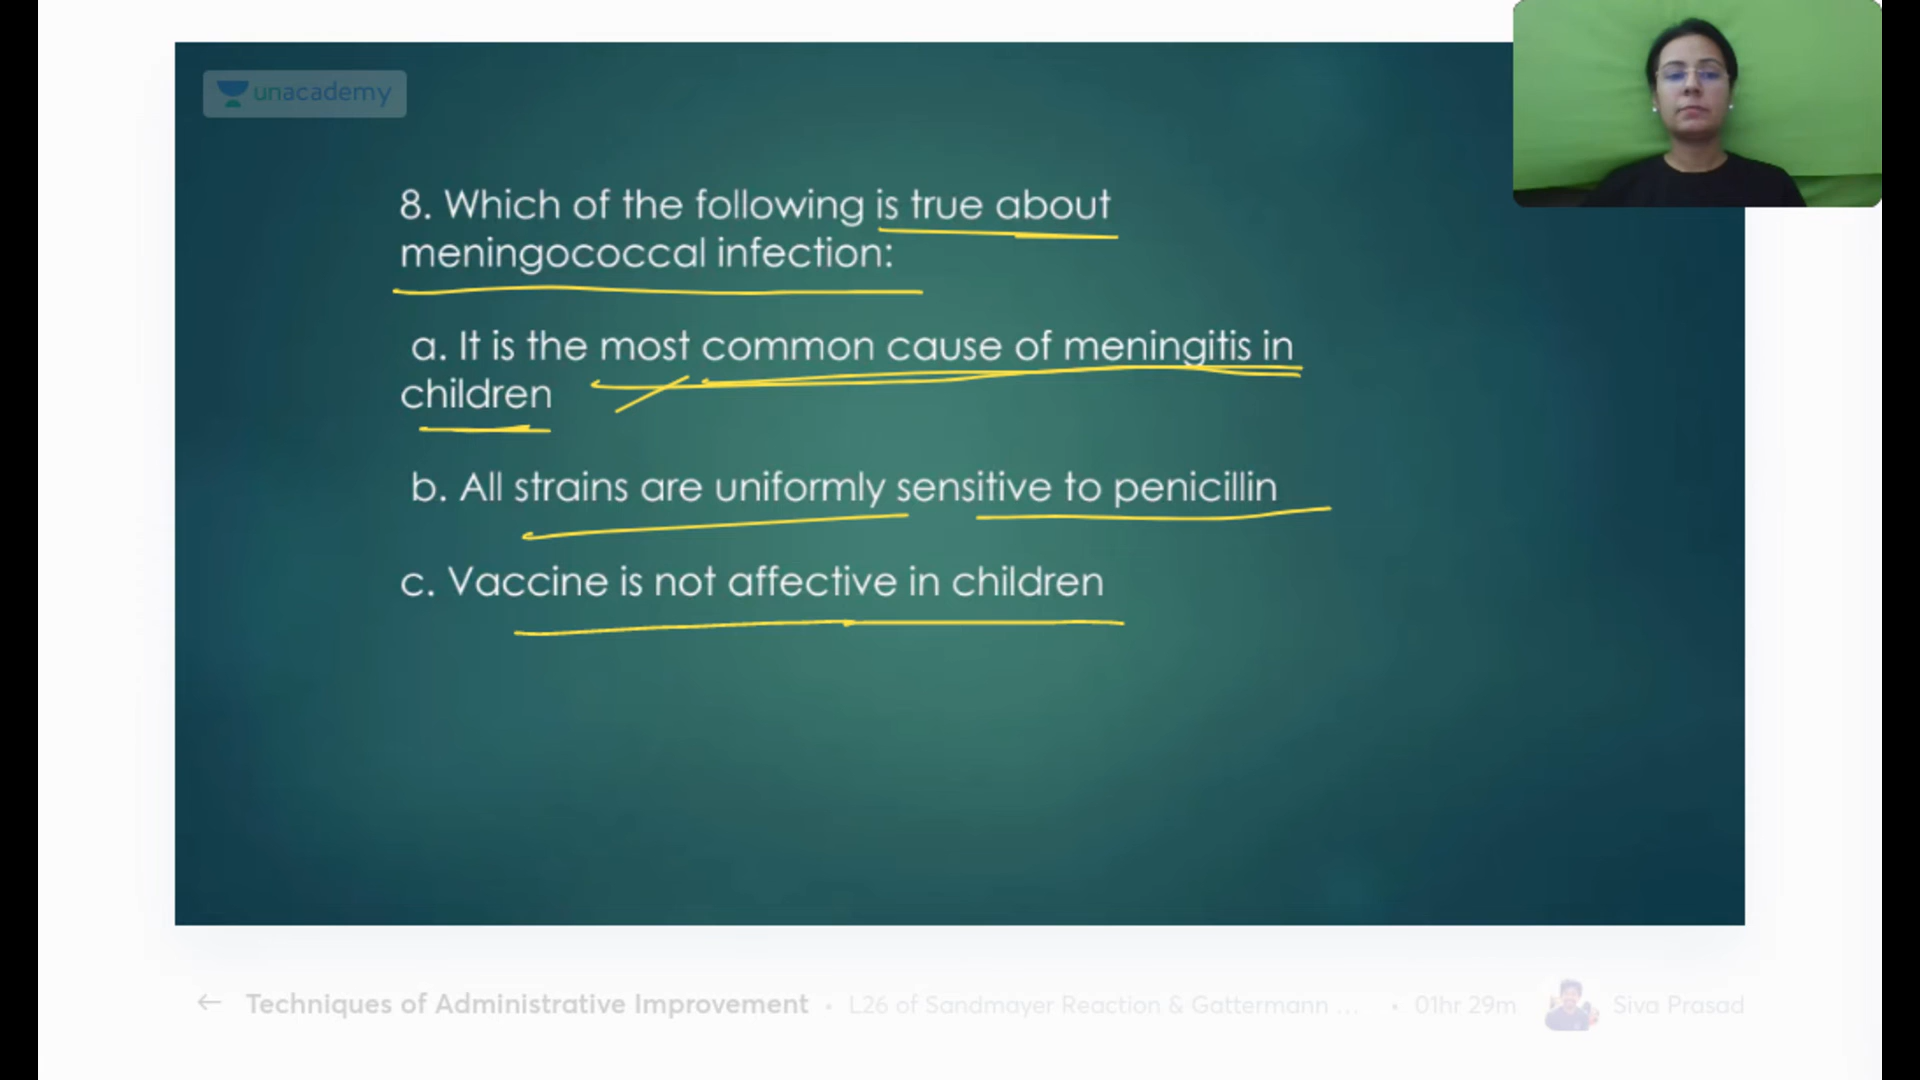 unacademy
8. Which of the following is true about
meningococcal infection:
a. It is the most common cause of meningitis in
children
b. All strains are uniformly sensitive to penicillin
c. Vaccine is not affective in children
← Techniques of Administrative Improvement • L26 of Sandmayer Reaction & Gattermann ... • 01hr 29m Siva Prasad